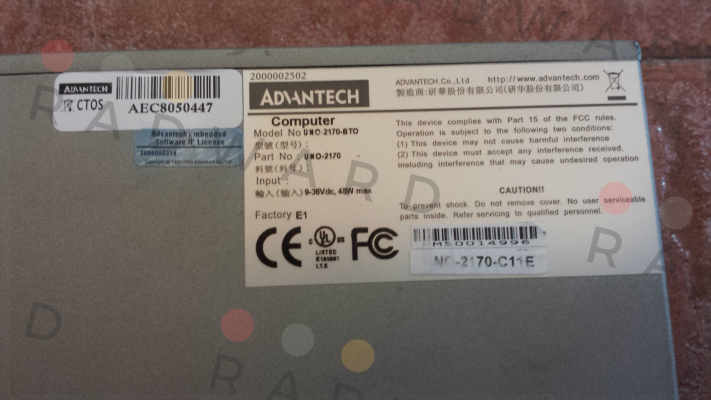 2000002502
ADVANTECH
CTOS
AEC8050447
Advantech Embedded
Software IP License
2000000310
ADVANTECH
ADVANTECH.Co.,Ltd http://www.advantech.com
製造商:研華股份有限公司(研华股份公司)
Computer
Model No UNO-2170-BTO
型號(型号):
Part No : UNO-2170
料號(料号):
Input :
輸入(输入) 9-36Vdc, 48W max
Factory E1
This device complies with Part 15 of the FCC rules.
Operation is subject to the following two conditions:
(1) This device may not cause harmful interference
(2) This device must accept any interference received.
including interference that may cause undesired operation
CAUTION!!
To prevent shock. Do not remove cover. No user serviceable
parts inside. Refer servicing to qualified personnel.
CE
C UL US
LISTED
I.T.E
FC
MS0014996
NO-2170-C11E
RADWARD
RADWARD